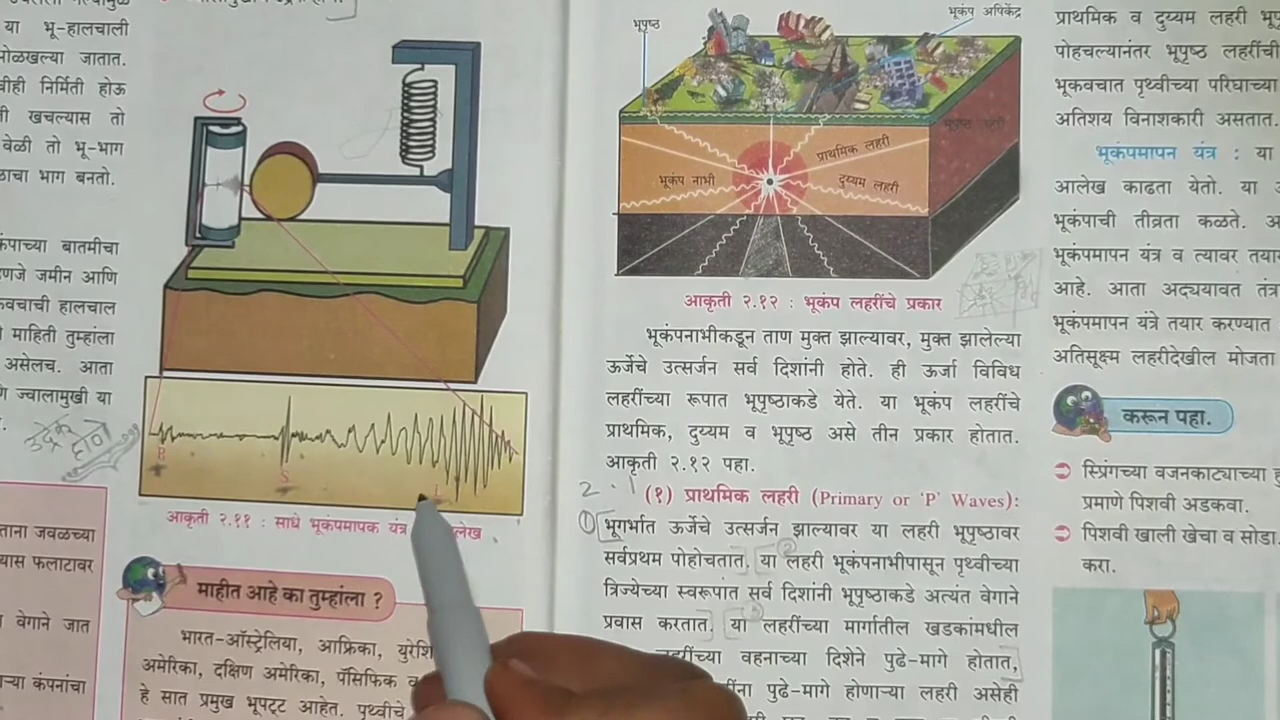 या भू-हालचाली
ओळखल्या जातात.
निर्मिती होऊ
खचल्यास तो
वेळी तो भू-भाग
भाग बनतो.
बातमीचा
म्हणजे जमीन आणि
हालचाल
माहिती तुम्हांला
असेलच. आता
ज्वालामुखी या
उद्रेक
होणे
P
S
L
आकृती २.११ : साधे भूकंपमापक यंत्र
जवळच्या
फलाटावर
वेगाने जात
कंपनांचा
माहीत आहे का तुम्हांला ?
भारत-ऑस्ट्रेलिया, आफ्रिका,
अमेरिका, दक्षिण अमेरिका, पॅसिफिक व
हे सात प्रमुख भूपट्ट आहेत. पृथ्वीचे
भूपृष्ठ
भूकंप अपिकेंद्र
प्राथमिक लहरी
भूकंप नाभी
दुय्यम लहरी
आकृती २.१२ : भूकंप लहरींचे प्रकार
भूकंपनाभीकडून ताण मुक्त झाल्यावर, मुक्त झालेल्या
ऊर्जेचे उत्सर्जन सर्व दिशांनी होते. ही ऊर्जा विविध
लहरींच्या रूपात भूपृष्ठाकडे येते. या भूकंप लहरींचे
प्राथमिक, दुय्यम व भूपृष्ठ असे तीन प्रकार होतात.
आकृती २.१२ पहा.
(१) प्राथमिक लहरी (Primary or 'P' Waves):
भूगर्भात ऊर्जेचे उत्सर्जन झाल्यावर या लहरी भूपृष्ठावर
सर्वप्रथम पोहोचतात. या लहरी भूकंपनाभीपासून पृथ्वीच्या
त्रिज्येच्या स्वरूपात सर्व दिशांनी भूपृष्ठाकडे अत्यंत वेगाने
प्रवास करतात. या लहरींच्या मार्गातील खडकांमधील
लहरींच्या वहनाच्या दिशेने पुढे-मागे होतात,
पुढे-मागे होणाऱ्या लहरी असेही
प्राथमिक व दुय्यम लहरी
पोहचल्यानंतर भूपृष्ठ लहरींची
भूकवचात पृथ्वीच्या परिघाच्या
अतिशय विनाशकारी असतात.
भूकंपमापन यंत्र : या
आलेख काढता येतो. या
भूकंपाची तीव्रता कळते.
भूकंपमापन यंत्र व त्यावर
आहे. आता अद्ययावत
भूकंपमापन यंत्रे तयार करण्यात
अतिसूक्ष्म लहरीदेखील मोजता
करून पहा.
स्प्रिंगच्या वजनकाट्याच्या
प्रमाणे पिशवी अडकवा.
पिशवी खाली खेचा व सोडा.
करा.